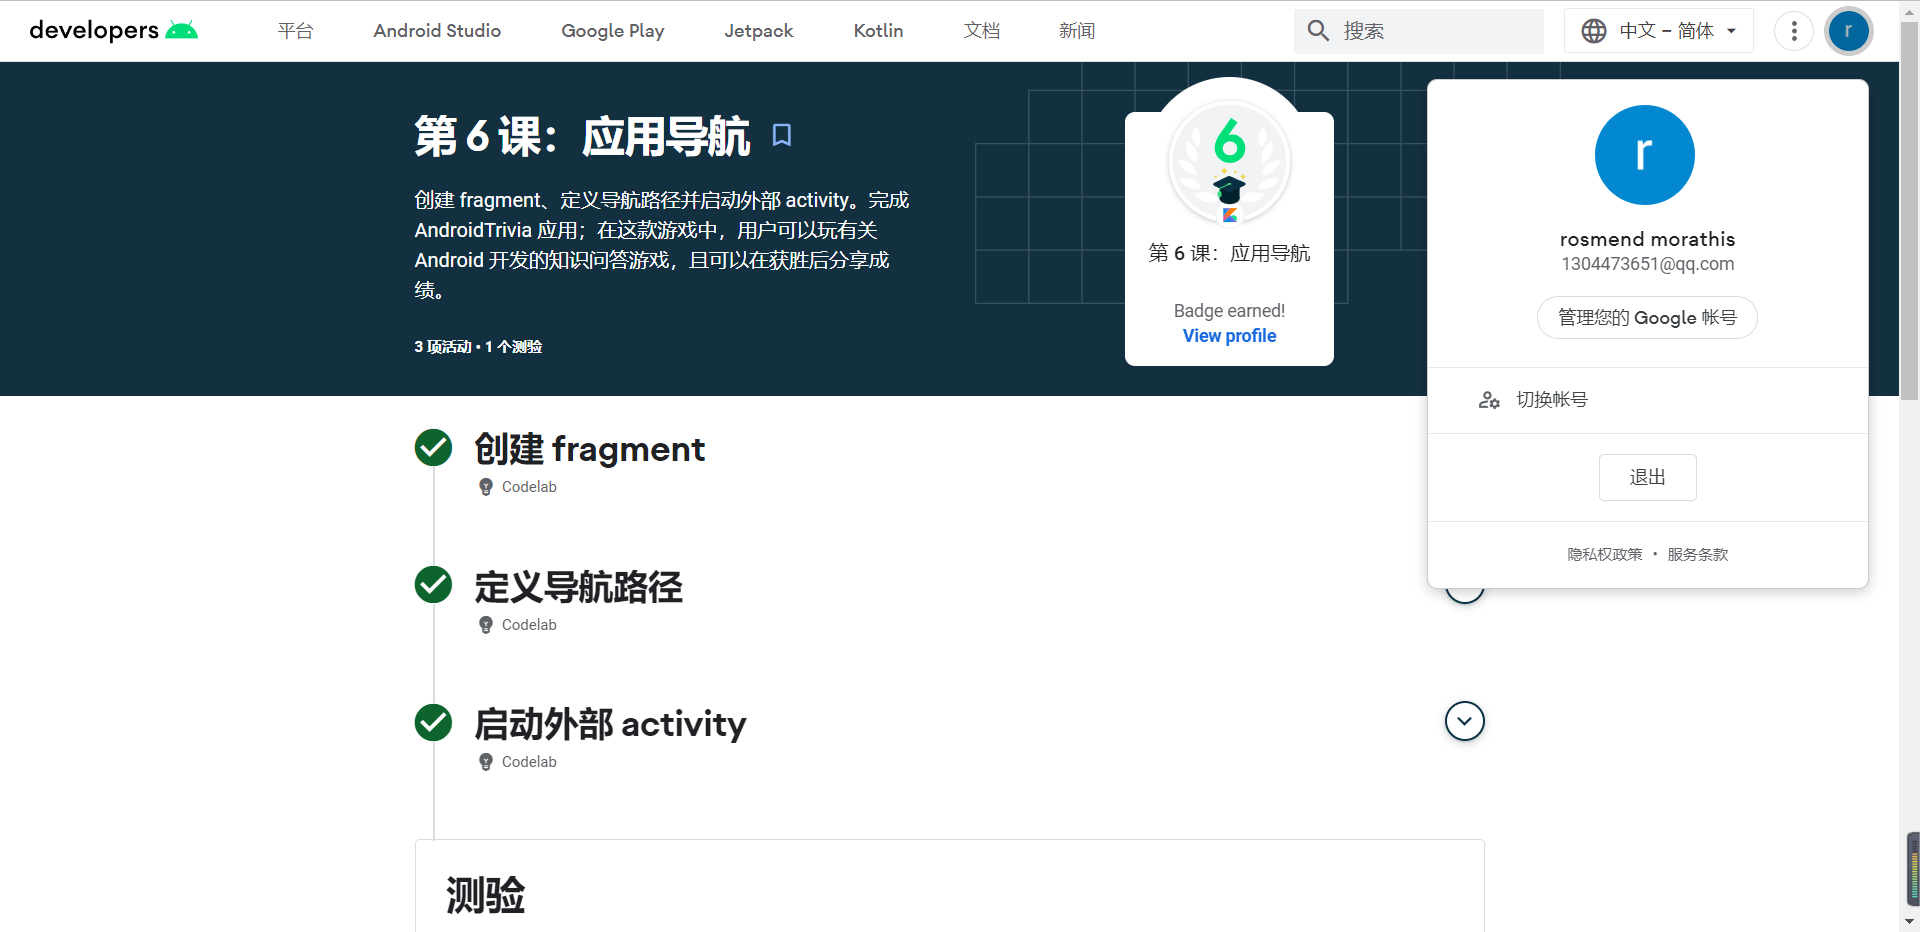 developers
平台
Android Studio
Google Play
Jetpack
Kotlin
文档
新闻
搜索
中文 – 简体
r
第 6 课：应用导航
创建 fragment、定义导航路径并启动外部 activity。完成
AndroidTrivia 应用；在这款游戏中，用户可以玩有关
Android 开发的知识问答游戏，且可以在获胜后分享成
绩。
3 项活动 • 1 个测验
6
第 6 课：应用导航
Badge earned!
View profile
r
rosmend morathis
1304473651@qq.com
管理您的 Google 帐号
切换帐号
退出
隐私权政策 • 服务条款
创建 fragment
Codelab
定义导航路径
Codelab
启动外部 activity
Codelab
测验